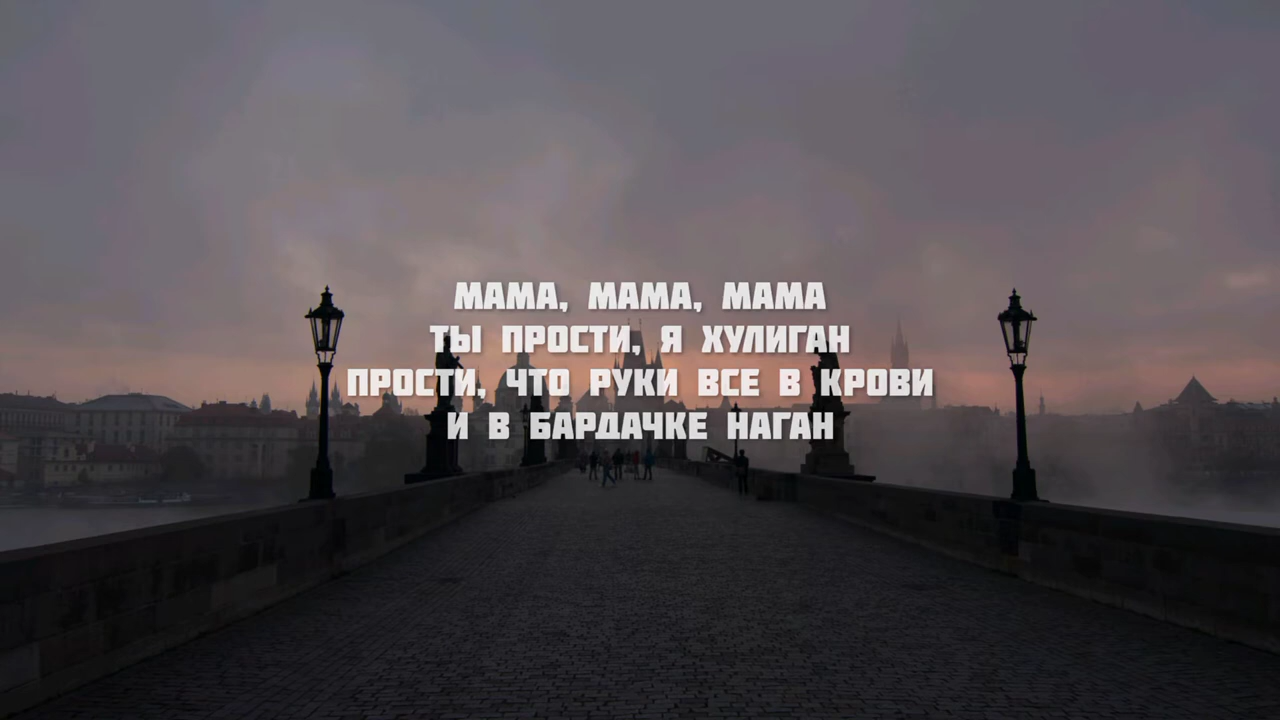 МАМА, МАМА, МАМА
ТЫ ПРОСТИ, Я ХУЛИГАН
ПРОСТИ, ЧТО РУКИ ВСЕ В КРОВИ
И В БАРДАЧКЕ НАГАН